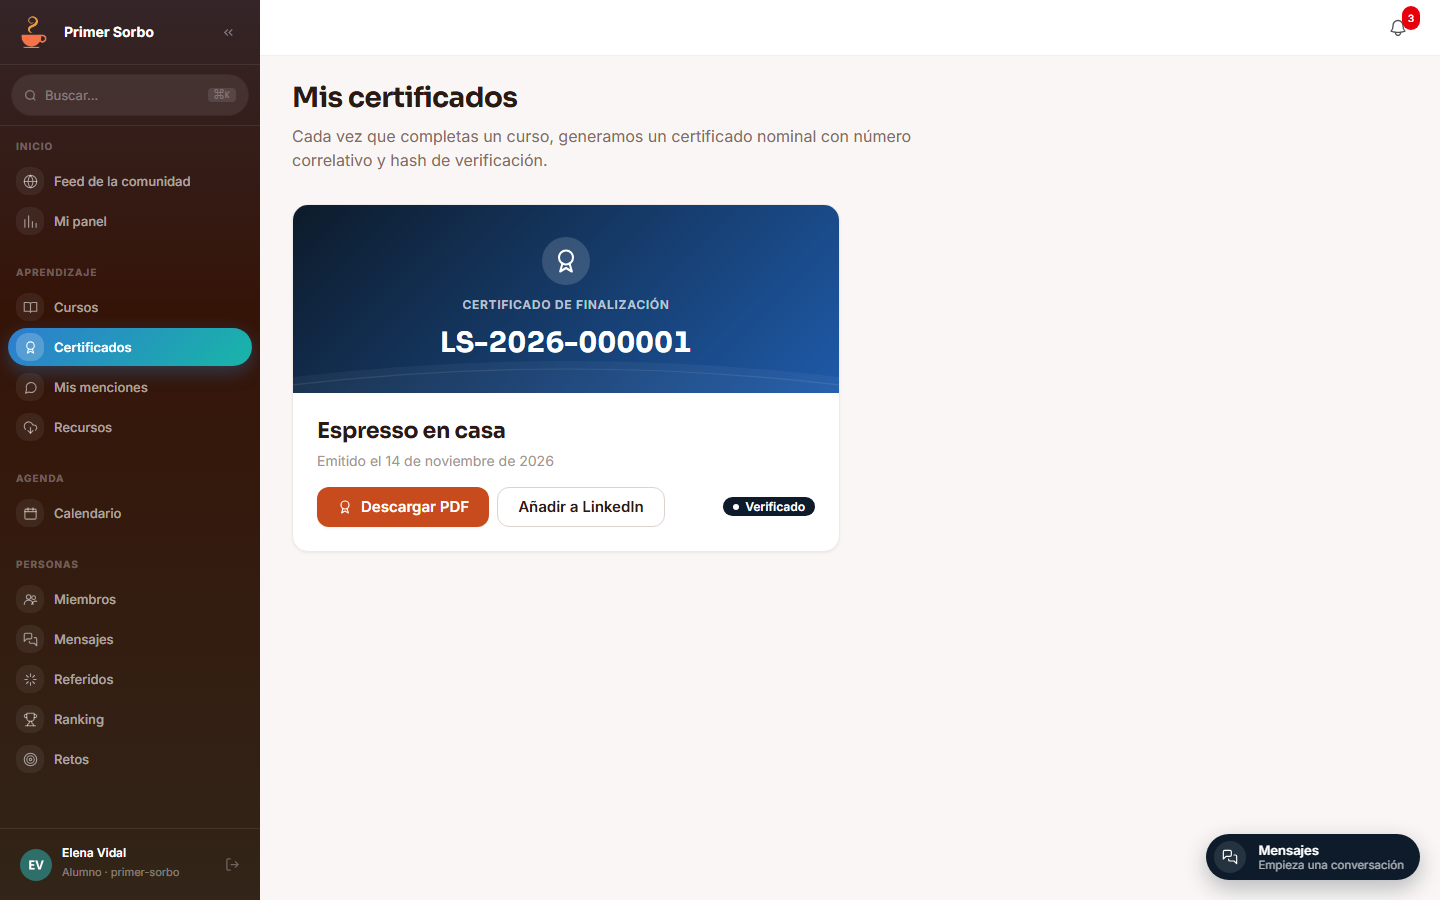 Primer Sorbo
Buscar...
⌘K
INICIO
Feed de la comunidad
Mi panel
APRENDIZAJE
Cursos
Certificados
Mis menciones
Recursos
AGENDA
Calendario
PERSONAS
Miembros
Mensajes
Referidos
Ranking
Retos
EV
Elena Vidal
Alumno · primer-sorbo
3
Mis certificados
Cada vez que completas un curso, generamos un certificado nominal con número
correlativo y hash de verificación.
CERTIFICADO DE FINALIZACIÓN
LS-2026-000001
Espresso en casa
Emitido el 14 de noviembre de 2026
Descargar PDF
Añadir a LinkedIn
Verificado
Mensajes
Empieza una conversación